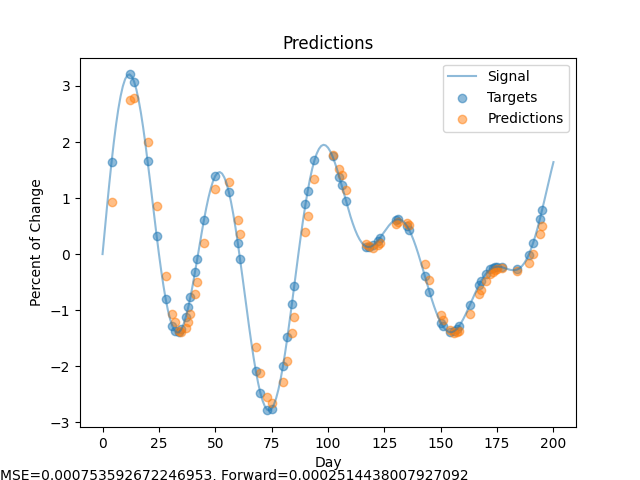 Predictions
Signal
Targets
Predictions
Percent of Change
3
2
1
0
−1
−2
−3
0 25 50 75 100 125 150 175 200
Day
MSE=0.000753592672246953, Forward=0.0002514438007927092